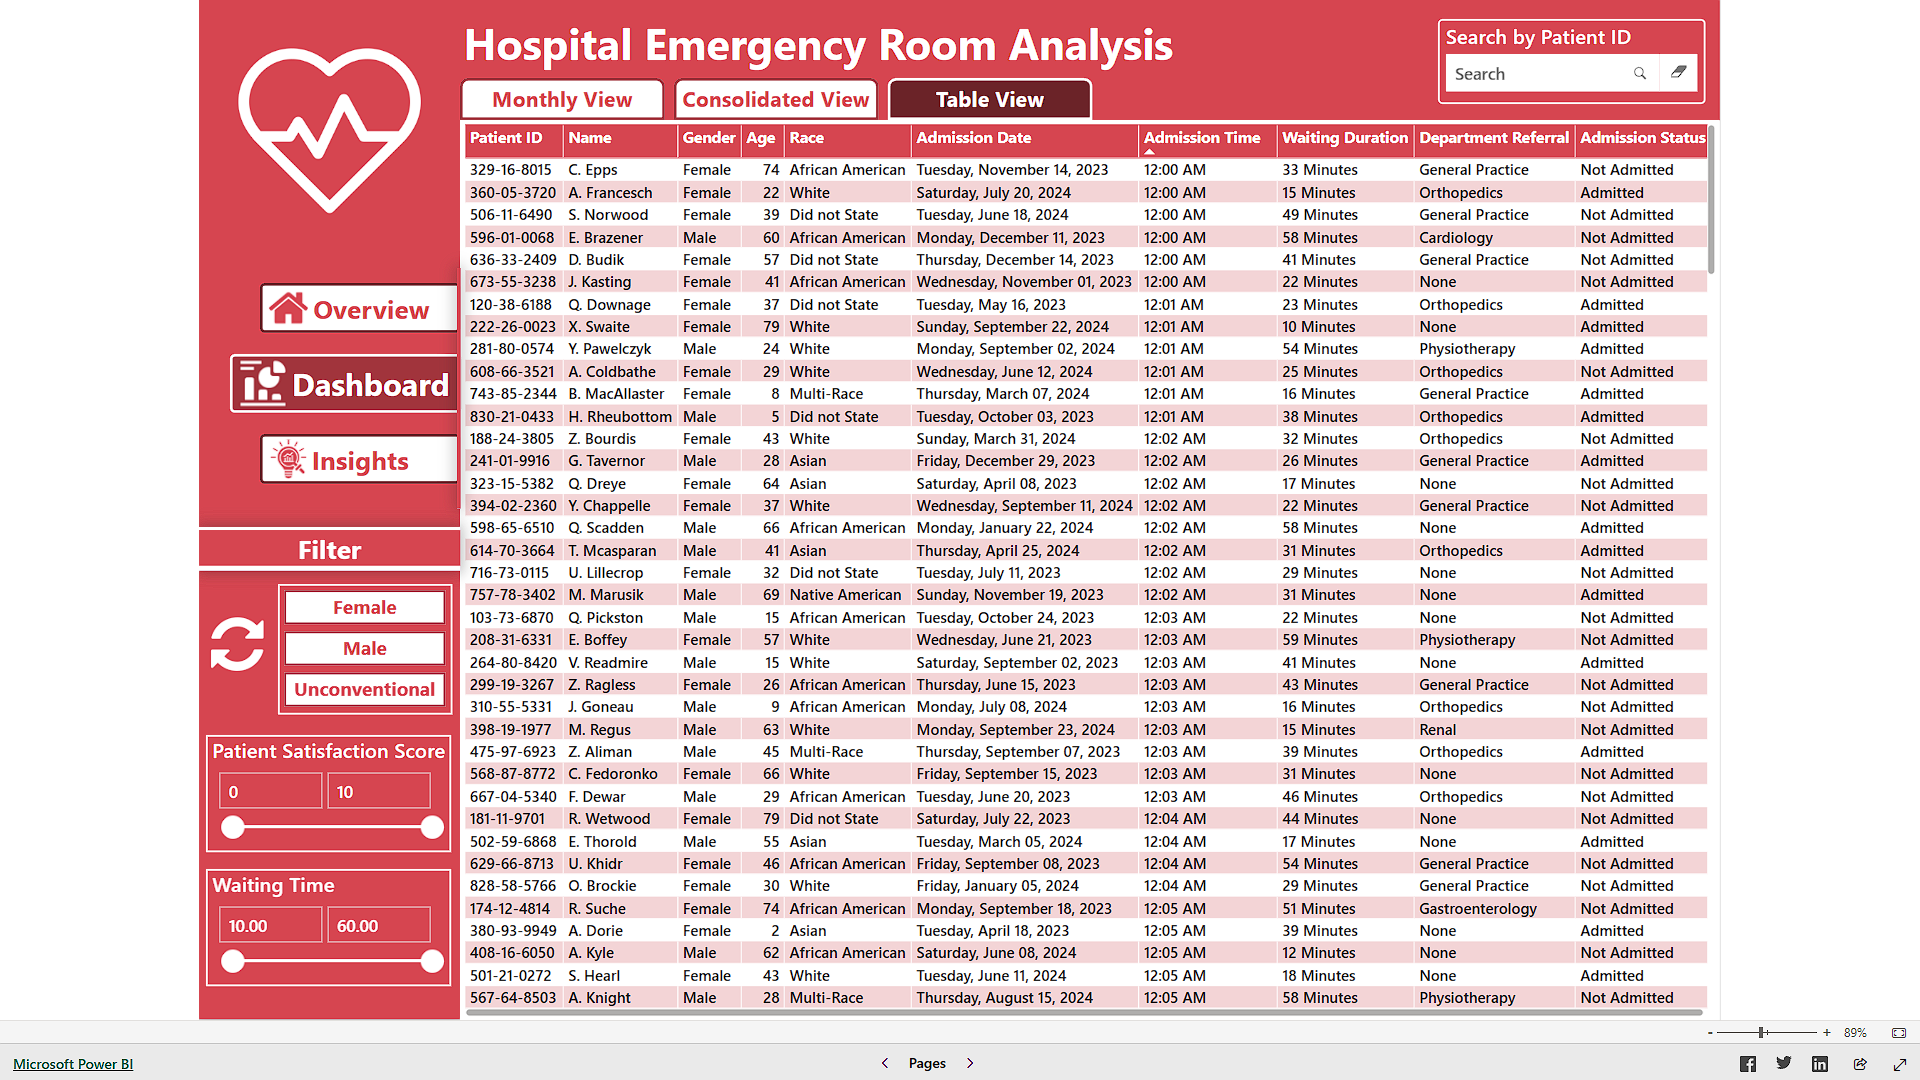 Hospital Emergency Room Analysis
Search by Patient ID
Search
Monthly View
Consolidated View
Table View
Overview
Dashboard
Insights
Filter
Female
Male
Unconventional
Patient Satisfaction Score
0 10
Waiting Time
10.00 60.00
Patient ID Name Gender Age Race Admission Date Admission Time Waiting Duration Department Referral Admission Status
329-16-8015 C. Epps Female 74 African American Tuesday, November 14, 2023 12:00 AM 33 Minutes General Practice Not Admitted
360-05-3720 A. Francesch Female 22 White Saturday, July 20, 2024 12:00 AM 15 Minutes Orthopedics Admitted
506-11-6490 S. Norwood Female 39 Did not State Tuesday, June 18, 2024 12:00 AM 49 Minutes General Practice Not Admitted
596-01-0068 E. Brazener Male 60 African American Monday, December 11, 2023 12:00 AM 58 Minutes Cardiology Not Admitted
636-33-2409 D. Budik Female 57 Did not State Thursday, December 14, 2023 12:00 AM 41 Minutes General Practice Not Admitted
673-55-3238 J. Kasting Female 41 African American Wednesday, November 01, 2023 12:00 AM 22 Minutes None Not Admitted
120-38-6188 Q. Downage Female 37 Did not State Tuesday, May 16, 2023 12:01 AM 23 Minutes Orthopedics Admitted
222-26-0023 X. Swaite Female 79 White Sunday, September 22, 2024 12:01 AM 10 Minutes None Admitted
281-80-0574 Y. Pawelczyk Male 24 White Monday, September 02, 2024 12:01 AM 54 Minutes Physiotherapy Admitted
608-66-3521 A. Coldbathe Female 29 White Wednesday, June 12, 2024 12:01 AM 25 Minutes Orthopedics Not Admitted
743-85-2344 B. MacAllaster Female 8 Multi-Race Thursday, March 07, 2024 12:01 AM 16 Minutes General Practice Admitted
830-21-0433 H. Rheubottom Male 5 Did not State Tuesday, October 03, 2023 12:01 AM 38 Minutes Orthopedics Admitted
188-24-3805 Z. Bourdis Female 43 White Sunday, March 31, 2024 12:02 AM 32 Minutes Orthopedics Not Admitted
241-01-9916 G. Tavernor Male 28 Asian Friday, December 29, 2023 12:02 AM 26 Minutes General Practice Admitted
323-15-5382 Q. Dreye Female 64 Asian Saturday, April 08, 2023 12:02 AM 17 Minutes None Not Admitted
394-02-2360 Y. Chappelle Female 37 White Wednesday, September 11, 2024 12:02 AM 22 Minutes General Practice Not Admitted
598-65-6510 Q. Scadden Male 66 African American Monday, January 22, 2024 12:02 AM 58 Minutes None Admitted
614-70-3664 T. Mcasparan Male 41 Asian Thursday, April 25, 2024 12:02 AM 31 Minutes Orthopedics Admitted
716-73-0115 U. Lillecrop Female 32 Did not State Tuesday, July 11, 2023 12:02 AM 29 Minutes None Not Admitted
757-78-3402 M. Marusik Male 69 Native American Sunday, November 19, 2023 12:02 AM 31 Minutes None Admitted
103-73-6870 Q. Pickston Male 15 African American Tuesday, October 24, 2023 12:03 AM 22 Minutes None Not Admitted
208-31-6331 E. Boffey Female 57 White Wednesday, June 21, 2023 12:03 AM 59 Minutes Physiotherapy Not Admitted
264-80-8420 V. Readmire Male 15 White Saturday, September 02, 2023 12:03 AM 41 Minutes None Admitted
299-19-3267 Z. Ragless Female 26 African American Thursday, June 15, 2023 12:03 AM 43 Minutes General Practice Not Admitted
310-55-5331 J. Goneau Male 9 African American Monday, July 08, 2024 12:03 AM 16 Minutes Orthopedics Not Admitted
398-19-1977 M. Regus Male 63 White Monday, September 23, 2024 12:03 AM 15 Minutes Renal Not Admitted
475-97-6923 Z. Aliman Male 45 Multi-Race Thursday, September 07, 2023 12:03 AM 39 Minutes Orthopedics Admitted
568-87-8772 C. Fedoronko Female 66 White Friday, September 15, 2023 12:03 AM 31 Minutes None Not Admitted
667-04-5340 F. Dewar Male 29 African American Tuesday, June 20, 2023 12:03 AM 46 Minutes Orthopedics Not Admitted
181-11-9701 R. Wetwood Female 79 Did not State Saturday, July 22, 2023 12:04 AM 44 Minutes None Not Admitted
502-59-6868 E. Thorold Male 55 Asian Tuesday, March 05, 2024 12:04 AM 17 Minutes None Admitted
629-66-8713 U. Khidr Female 46 African American Friday, September 08, 2023 12:04 AM 54 Minutes General Practice Not Admitted
828-58-5766 O. Brockie Female 30 White Friday, January 05, 2024 12:04 AM 29 Minutes General Practice Not Admitted
174-12-4814 R. Suche Female 74 African American Monday, September 18, 2023 12:05 AM 51 Minutes Gastroenterology Not Admitted
380-93-9949 A. Dorie Female 2 Asian Tuesday, April 18, 2023 12:05 AM 39 Minutes None Admitted
408-16-6050 A. Kyle Male 62 African American Saturday, June 08, 2024 12:05 AM 12 Minutes None Not Admitted
501-21-0272 S. Hearl Female 43 White Tuesday, June 11, 2024 12:05 AM 18 Minutes None Admitted
567-64-8503 A. Knight Male 28 Multi-Race Thursday, August 15, 2024 12:05 AM 58 Minutes Physiotherapy Not Admitted
- + 89%
Microsoft Power BI
Pages